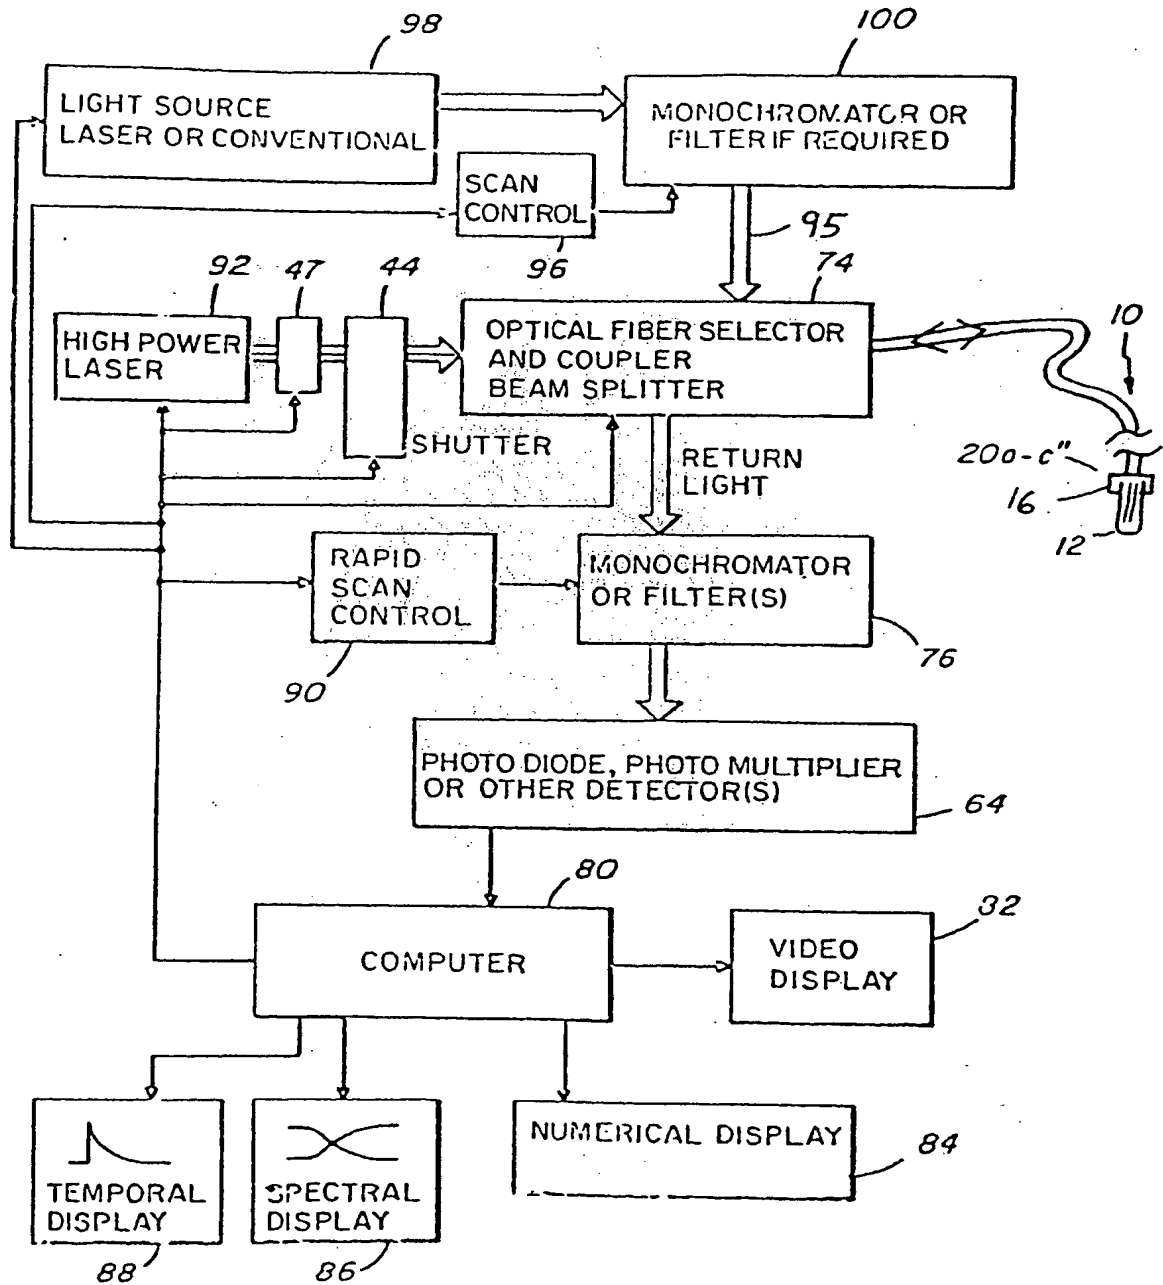 98
100
LIGHT SOURCE
LASER OR CONVENTIONAL
MONOCHROMATOR OR
FILTER IF REQUIRED
SCAN
CONTROL
96
95
92
47
44
74
10
HIGH POWER
LASER
OPTICAL FIBER SELECTOR
AND COUPLER
BEAM SPLITTER
SHUTTER
RETURN
LIGHT
20a-c"
16
12
RAPID
SCAN
CONTROL
90
MONOCHROMATOR
OR FILTER(S)
76
PHOTO DIODE, PHOTO MULTIPLIER
OR OTHER DETECTOR(S)
64
80
COMPUTER
32
VIDEO
DISPLAY
TEMPORAL
DISPLAY
88
SPECTRAL
DISPLAY
86
NUMERICAL DISPLAY
84